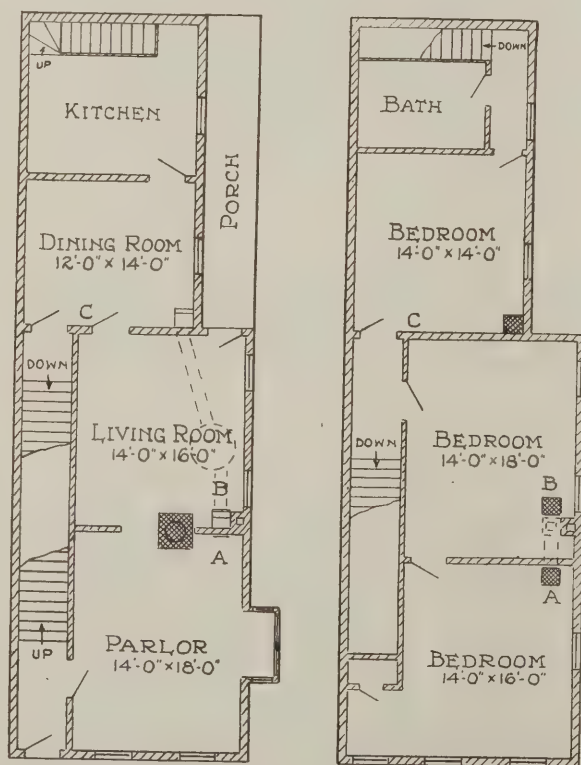 UP
KITCHEN
PORCH
DINING ROOM
12'-0" × 14'-0"
C
DOWN
LIVING ROOM
14'-0" × 16'-0"
B
A
UP
PARLOR
14'-0" × 18'-0"
DOWN
BATH
BEDROOM
14'-0" × 14'-0"
C
DOWN
BEDROOM
14'-0" × 18'-0"
B
A
BEDROOM
14'-0" × 16'-0"